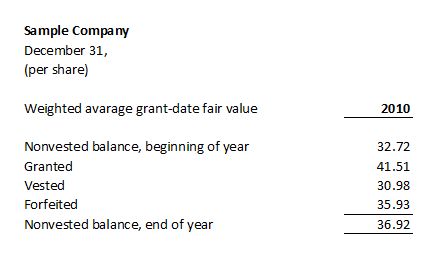 Sample Company
December 31,
(per share)
Weighted avarage grant-date fair value 2010
Nonvested balance, beginning of year 32.72
Granted 41.51
Vested 30.98
Forfeited 35.93
Nonvested balance, end of year 36.92